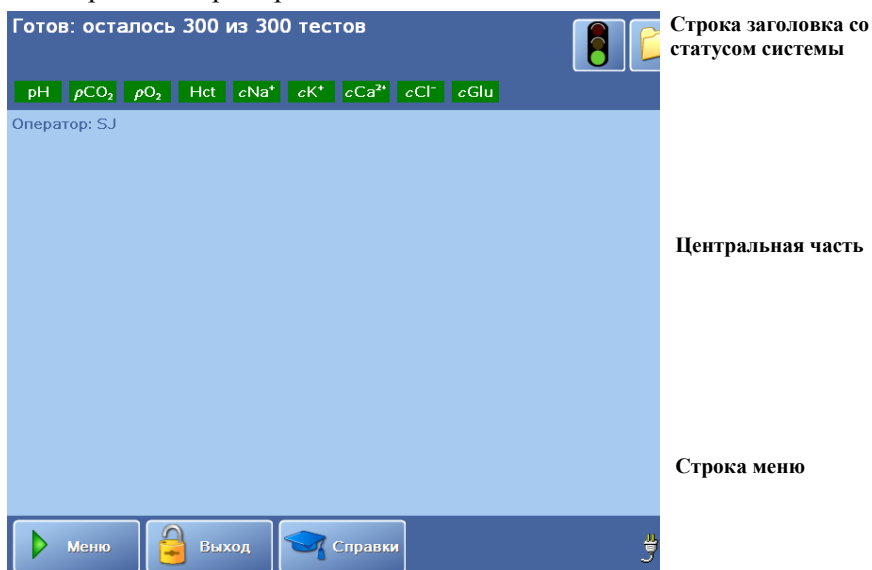 Готов: осталось 300 из 300 тестов
Строка заголовка со
статусом системы
pH pCO₂ pO₂ Hct cNa⁺ cK⁺ cCa²⁺ cCl⁻ cGlu
Оператор: SJ
Центральная часть
Строка меню
Меню Выход Справки